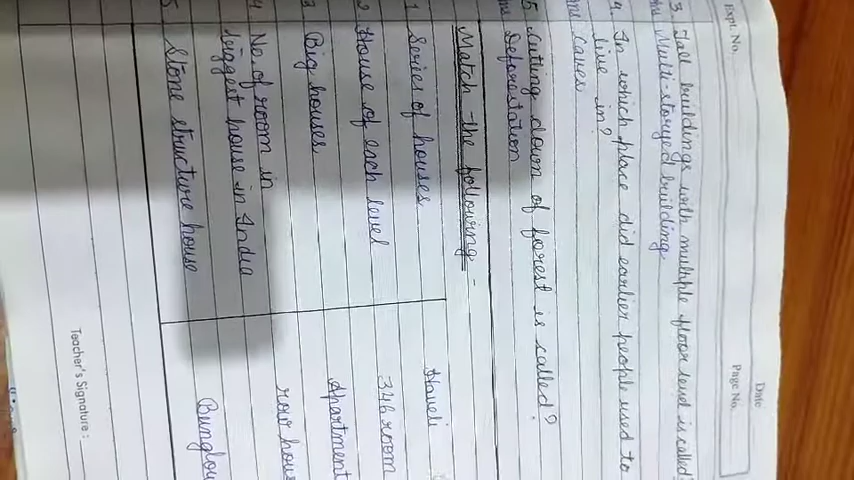 Expt. No.
Date
Page No.
3. Tall buildings with multiple floor level is called
Ans Multi-storyed building
4. In which place did earlier people used to
live in?
Ans caves
5. Cutting down of forest is called?
Ans Deforestation
Match the following -
1. Series of houses Haveli
2 House of each level 346 room
3 Big houses Apartment
4. No. of room in row hous
biggest house in India
5. Stone structure house Bunglow
Teacher's Signature :